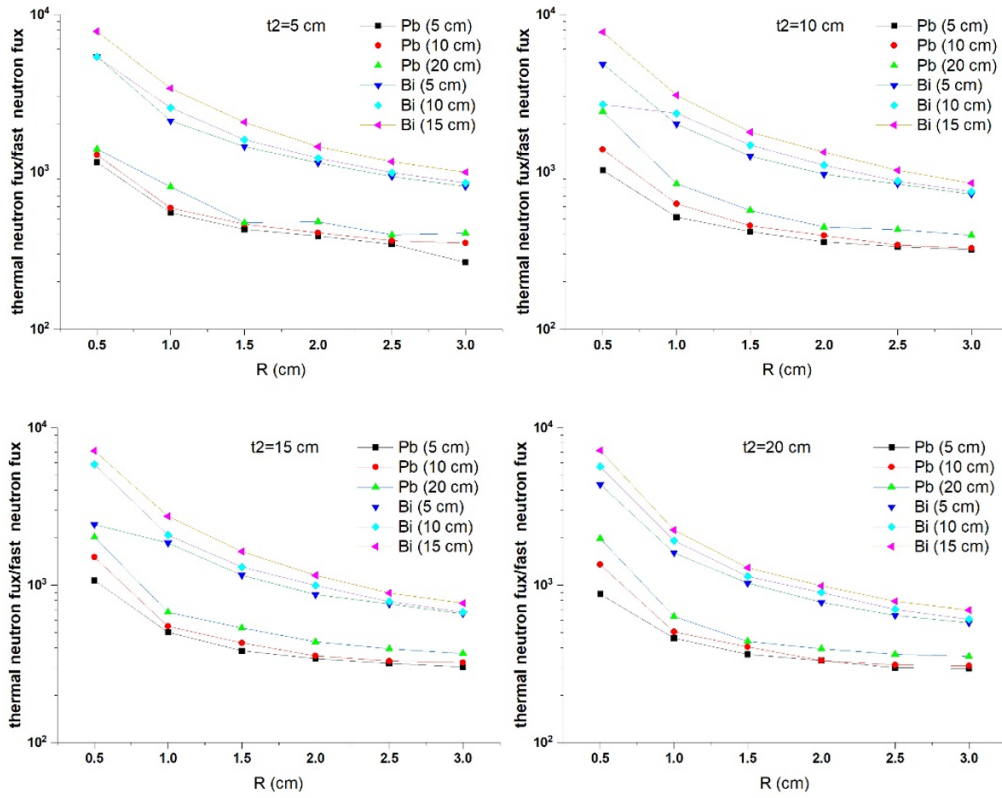 thermal neutron fux/fast neutron fux
10⁴
10³
10²
t2=5 cm
Pb (5 cm)
Pb (10 cm)
Pb (20 cm)
Bi (5 cm)
Bi (10 cm)
Bi (15 cm)
0.5 1.0 1.5 2.0 2.5 3.0
R (cm)
thermal neutron fux/fast neutron fux
10⁴
10³
10²
t2=10 cm
Pb (5 cm)
Pb (10 cm)
Pb (20 cm)
Bi (5 cm)
Bi (10 cm)
Bi (15 cm)
0.5 1.0 1.5 2.0 2.5 3.0
R (cm)
thermal neutron fux/fast neutron fux
10⁴
10³
10²
t2=15 cm
Pb (5 cm)
Pb (10 cm)
Pb (20 cm)
Bi (5 cm)
Bi (10 cm)
Bi (15 cm)
0.5 1.0 1.5 2.0 2.5 3.0
R (cm)
thermal neutron fux/fast neutron fux
10⁴
10³
10²
t2=20 cm
Pb (5 cm)
Pb (10 cm)
Pb (20 cm)
Bi (5 cm)
Bi (10 cm)
Bi (15 cm)
0.5 1.0 1.5 2.0 2.5 3.0
R (cm)